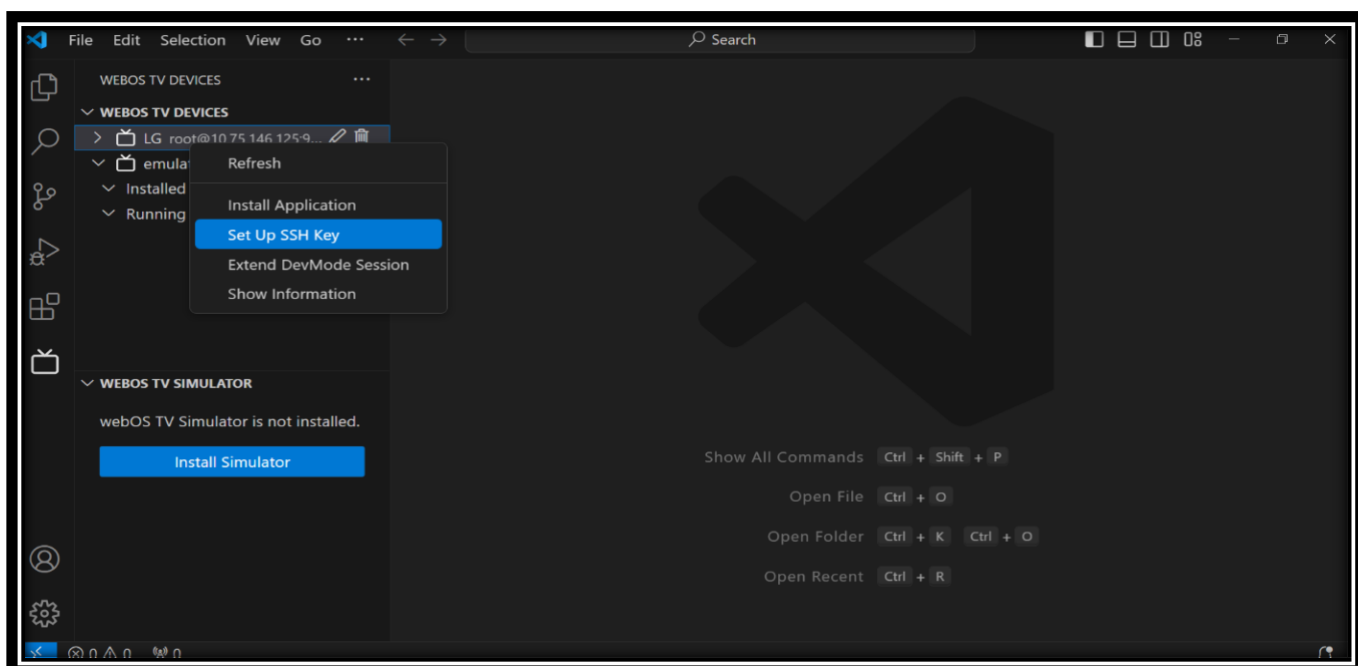 File Edit Selection View Go ...
Search
WEBOS TV DEVICES ...
WEBOS TV DEVICES
LG root@10.75.146.125:9...
Refresh
Installed
Install Application
Running
Set Up SSH Key
Extend DevMode Session
Show Information
WEBOS TV SIMULATOR
webOS TV Simulator is not installed.
Install Simulator
Show All Commands Ctrl + Shift + P
Open File Ctrl + O
Open Folder Ctrl + K Ctrl + O
Open Recent Ctrl + R
0 0 0